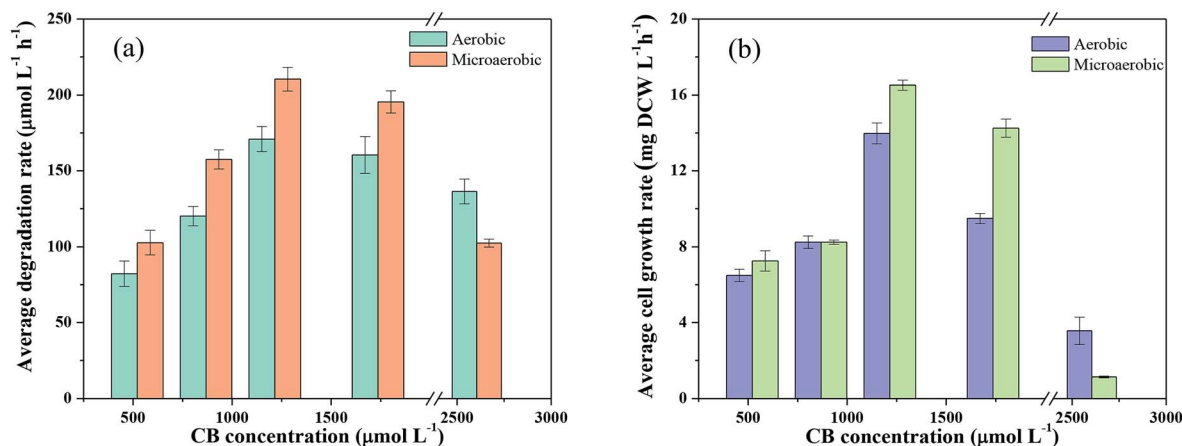 (a)
Aerobic
Microaerobic
Average degradation rate (μmol L⁻¹ h⁻¹)
250
200
150
100
50
0
500 1000 1500 2500 3000
CB concentration (μmol L⁻¹)
(b)
Aerobic
Microaerobic
Average cell growth rate (mg DCW L⁻¹h⁻¹)
20
16
12
8
4
0
500 1000 1500 2500 3000
CB concentration (μmol L⁻¹)